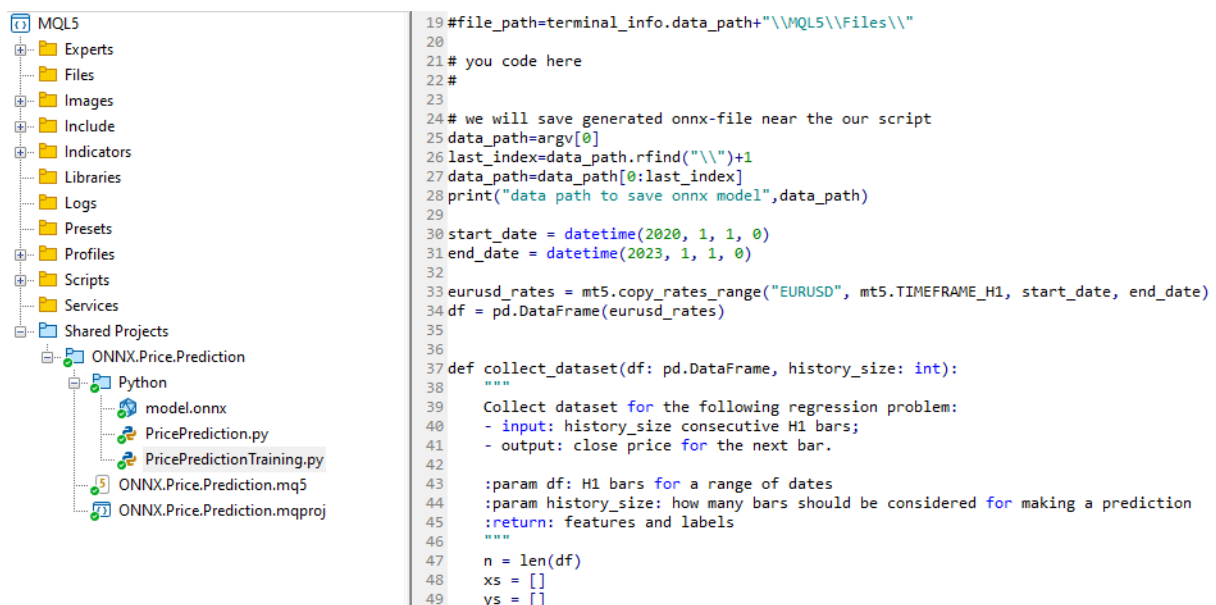 MQL5
Experts
Files
Images
Include
Indicators
Libraries
Logs
Presets
Profiles
Scripts
Services
Shared Projects
ONNX.Price.Prediction
Python
model.onnx
PricePrediction.py
PricePredictionTraining.py
ONNX.Price.Prediction.mq5
ONNX.Price.Prediction.mqproj
19 #file_path=terminal_info.data_path+"\\MQL5\\Files\\"
20
21 # you code here
22 #
23
24 # we will save generated onnx-file near the our script
25 data_path=argv[0]
26 last_index=data_path.rfind("\\")+1
27 data_path=data_path[0:last_index]
28 print("data path to save onnx model",data_path)
29
30 start_date = datetime(2020, 1, 1, 0)
31 end_date = datetime(2023, 1, 1, 0)
32
33 eurusd_rates = mt5.copy_rates_range("EURUSD", mt5.TIMEFRAME_H1, start_date, end_date)
34 df = pd.DataFrame(eurusd_rates)
35
36
37 def collect_dataset(df: pd.DataFrame, history_size: int):
38     """
39     Collect dataset for the following regression problem:
40     - input: history_size consecutive H1 bars;
41     - output: close price for the next bar.
42
43     :param df: H1 bars for a range of dates
44     :param history_size: how many bars should be considered for making a prediction
45     :return: features and labels
46     """
47     n = len(df)
48     xs = []
49     ys = []